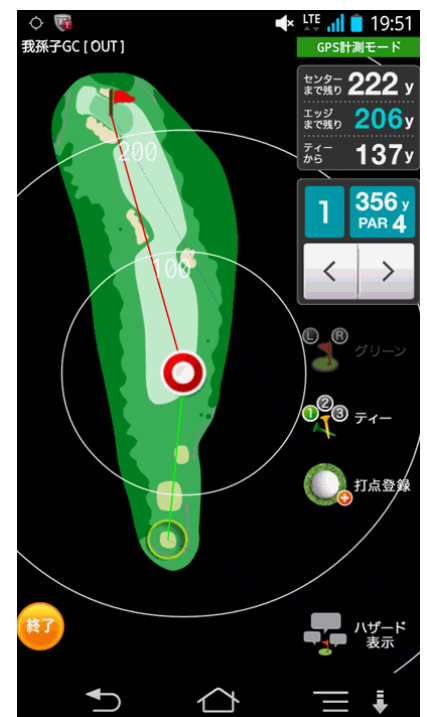 LTE 19:51
我孫子GC [ OUT ]
GPS計測モード
センター
まで残り 222 y
エッジ
まで残り 206y
ティー
から 137y
1 356 y
PAR 4
200
100
L R
グリーン
1 2 3
ティー
打点登録
終了
ハザード
表示